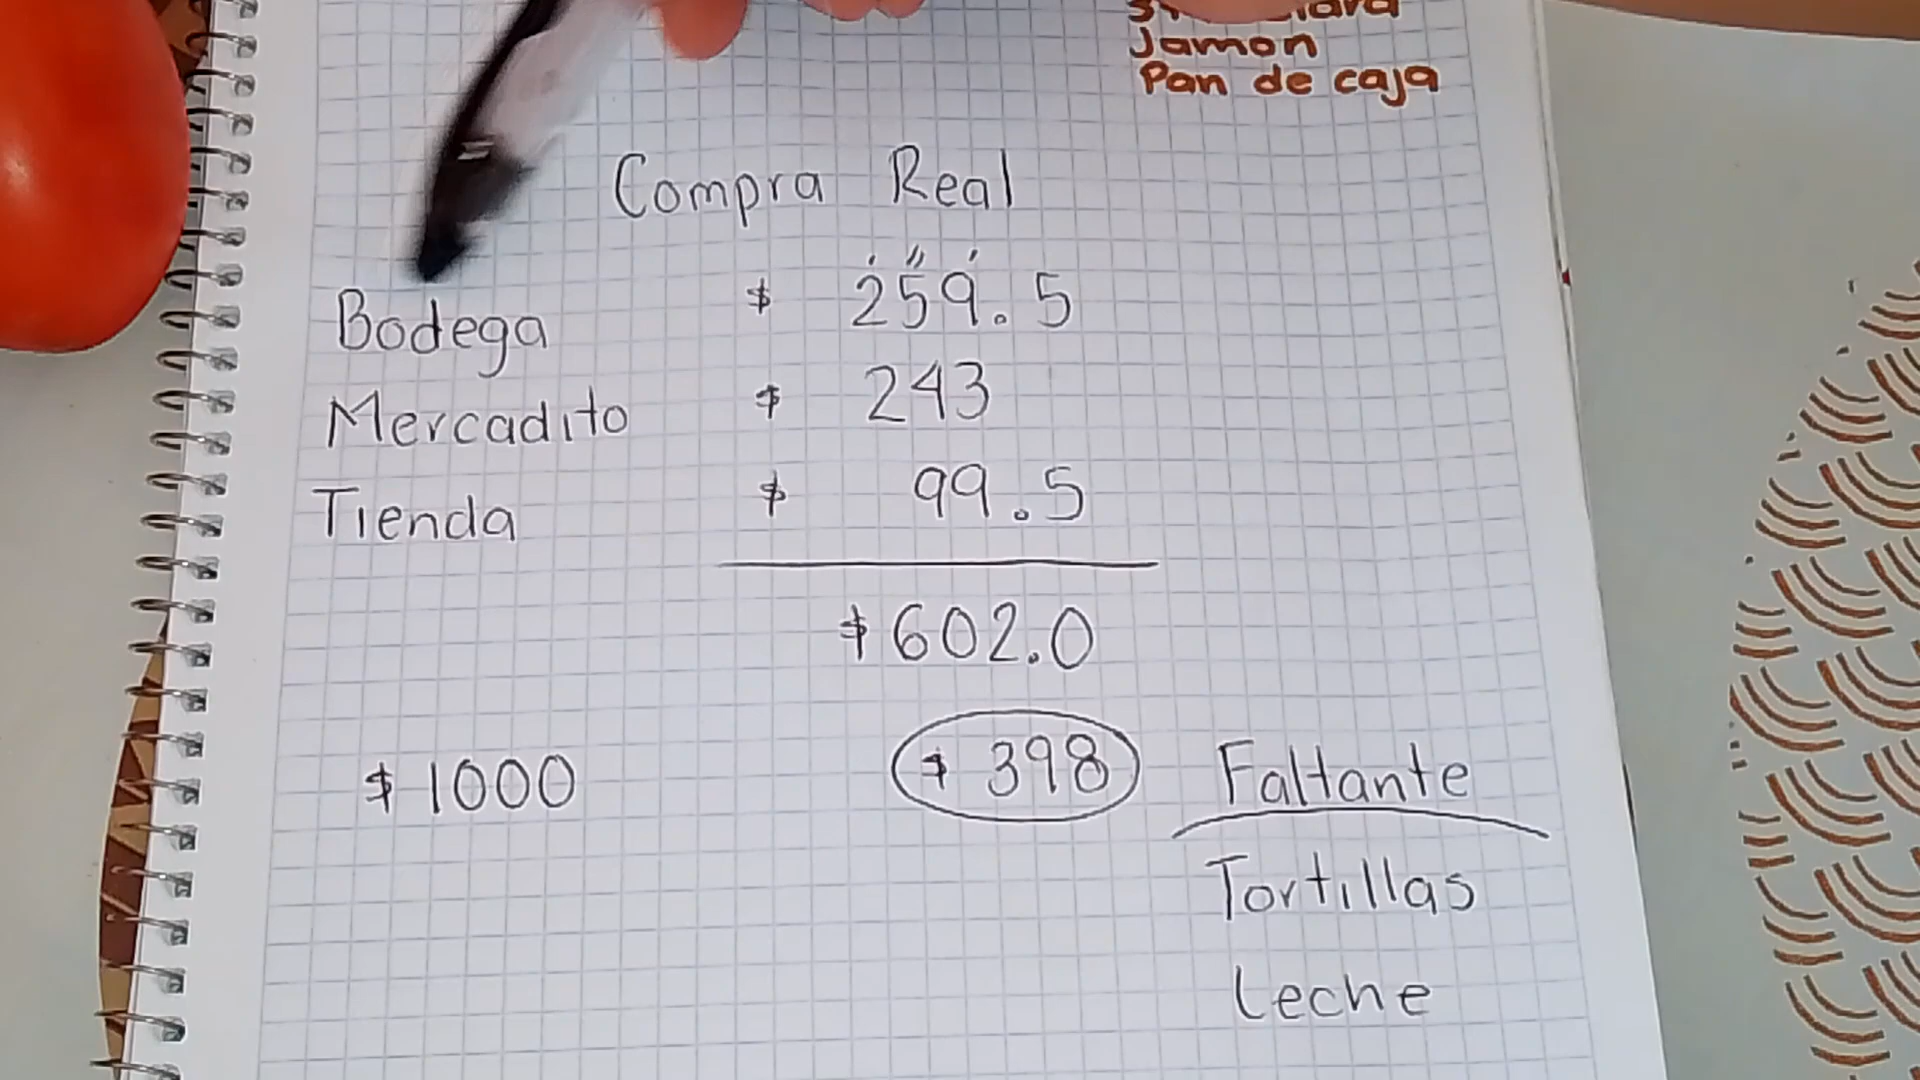 Jamon
Pan de caja
Compra Real
Bodega $ 259.5
Mercadito $ 243
Tienda $ 99.5
$602.0
$1000 $398 Faltante
Tortillas
Leche